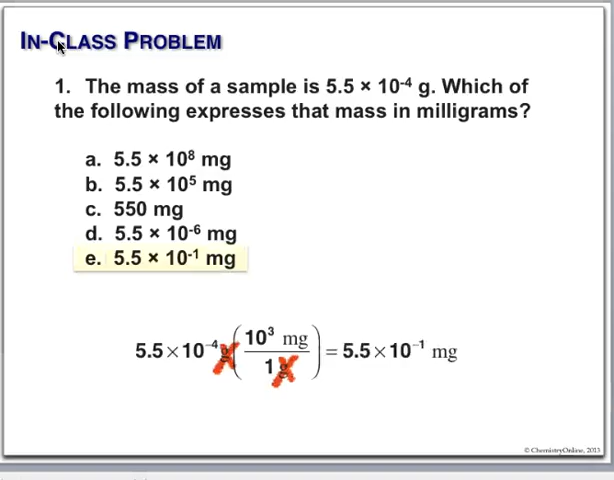 IN-CLASS PROBLEM
1. The mass of a sample is 5.5 × 10⁻⁴ g. Which of
the following expresses that mass in milligrams?
a. 5.5 × 10⁸ mg
b. 5.5 × 10⁵ mg
c. 550 mg
d. 5.5 × 10⁻⁶ mg
e. 5.5 × 10⁻¹ mg
5.5×10⁻⁴g(10³ mg / 1g) = 5.5×10⁻¹ mg
© ChemistryOnline, 2013